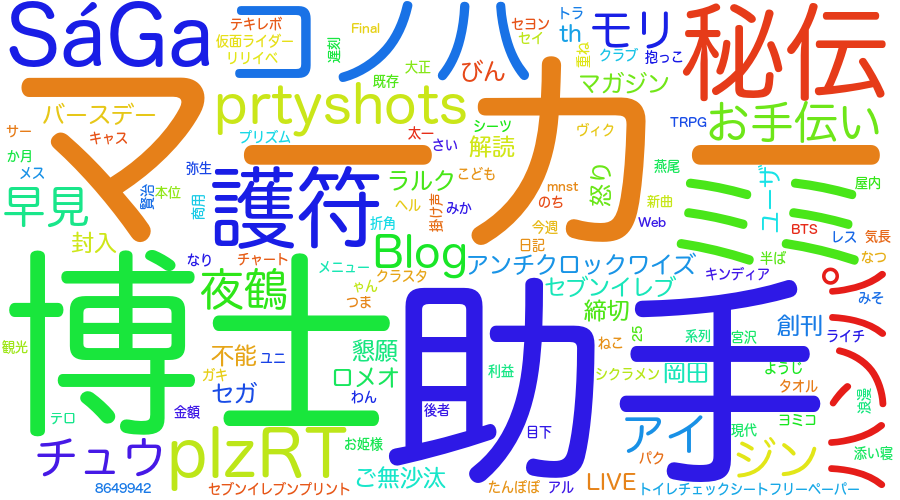 SáGa
コノハ
テキレボ
仮面ライダー
リリイベ
遅刻
Final
既存
大正
びん
セヨン
セイ
トラ
th
モリ
重ね
クラブ
抱っこ
秘伝
マーカー
prtyshots
マガジン
お手伝い
TRPG
バースデー
サー
キャス
プリズム
太一
さい
シーツ
解読
ヴィク
か月
メス
早見
弥生
本位
賢治
商用
護符
ラルク
こども
ヘル
折角
掛け声
みか
mnst
のち
怒り
今週
日記
新曲
燕尾
Web
ユーザ
ミミ
屋内
BTS
レス
気長
半ば
なつ
封入
なり
チャート
メニュー
Blog
クラスタ
ゃん
つま
アンチクロックワイズ
セブンイレブ
キンディア
みそ
博士
夜鶴
助手
締切
25
ねこ
系列
宮沢
創刊
ライチ
シミュ
観光
不能
ユニ
ガキ
セガ
懇願
ロメオ
わん
利益
シクラメン
岡田
ようじ
タオル
浪漫
テロ
金額
後者
目下
アイ
現代
ヨミコ
チュウ
plzRT
お姫様
ご無沙汰
パク
ジン
添い寝
8649942
セブンイレブンプリント
たんぽぽ
アル
LIVE
トイレチェックシートフリーペーパー